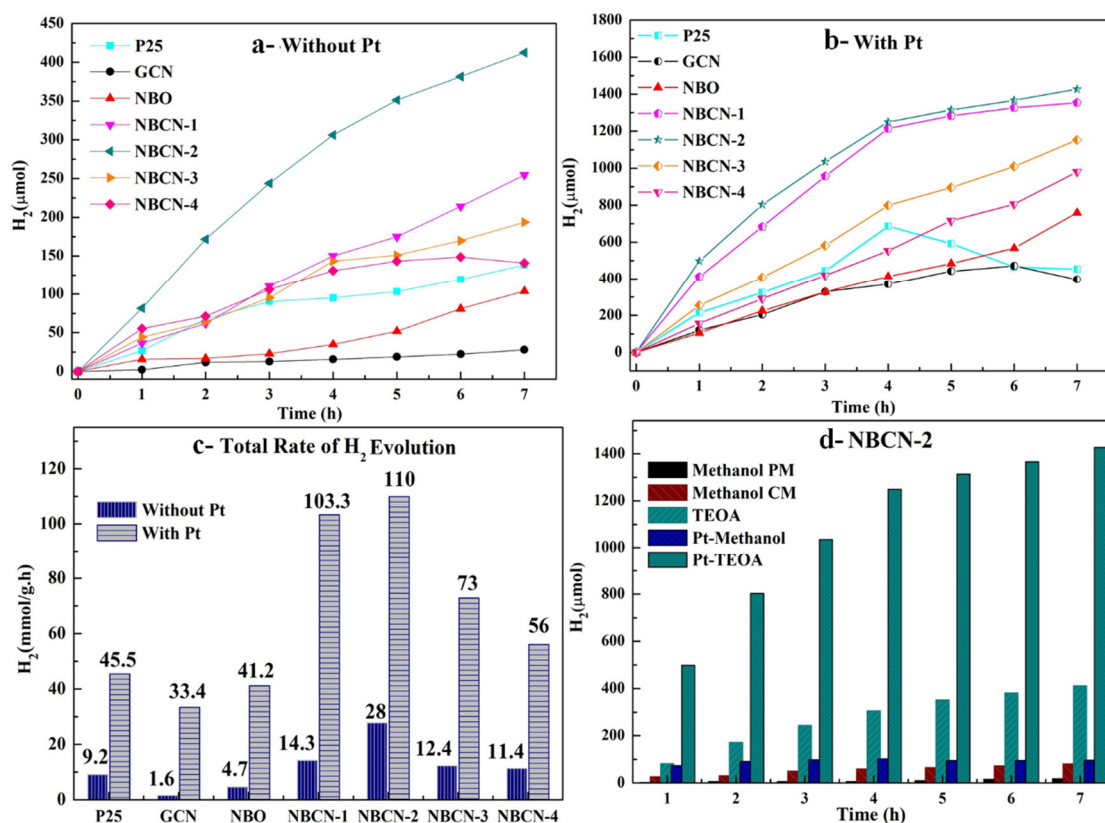 a- Without Pt
P25
GCN
NBO
NBCN-1
NBCN-2
NBCN-3
NBCN-4
H2(μmol)
450
400
350
300
250
200
150
100
50
0
0 1 2 3 4 5 6 7
Time (h)
b- With Pt
P25
GCN
NBO
NBCN-1
NBCN-2
NBCN-3
NBCN-4
H2(μmol)
1800
1600
1400
1200
1000
800
600
400
200
0
0 1 2 3 4 5 6 7
Time (h)
c- Total Rate of H2 Evolution
Without Pt
With Pt
H2(mmol/g.h)
120
100
80
60
40
20
0
9.2 45.5
1.6 33.4
4.7 41.2
14.3 103.3
28 110
12.4 73
11.4 56
P25 GCN NBO NBCN-1 NBCN-2 NBCN-3 NBCN-4
d- NBCN-2
Methanol PM
Methanol CM
TEOA
Pt-Methanol
Pt-TEOA
H2(μmol)
1400
1200
1000
800
600
400
200
0
1 2 3 4 5 6 7
Time (h)